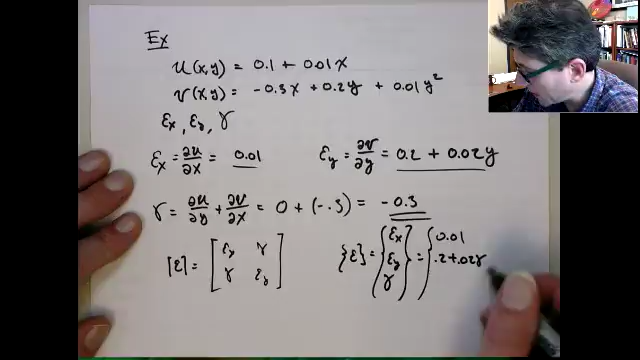 Ex
u(x,y) = 0.1 + 0.01x
v(x,y) = -0.3x + 0.2y + 0.01y²
εx, εy, γ
εx = ∂u/∂x = 0.01 εy = ∂v/∂y = 0.2 + 0.02y
γ = ∂u/∂y + ∂v/∂x = 0 + (-.3) = -0.3
[ε] = [εx γ
γ εy]
{ε} = {εx εy γ} = {0.01
.2+.02y